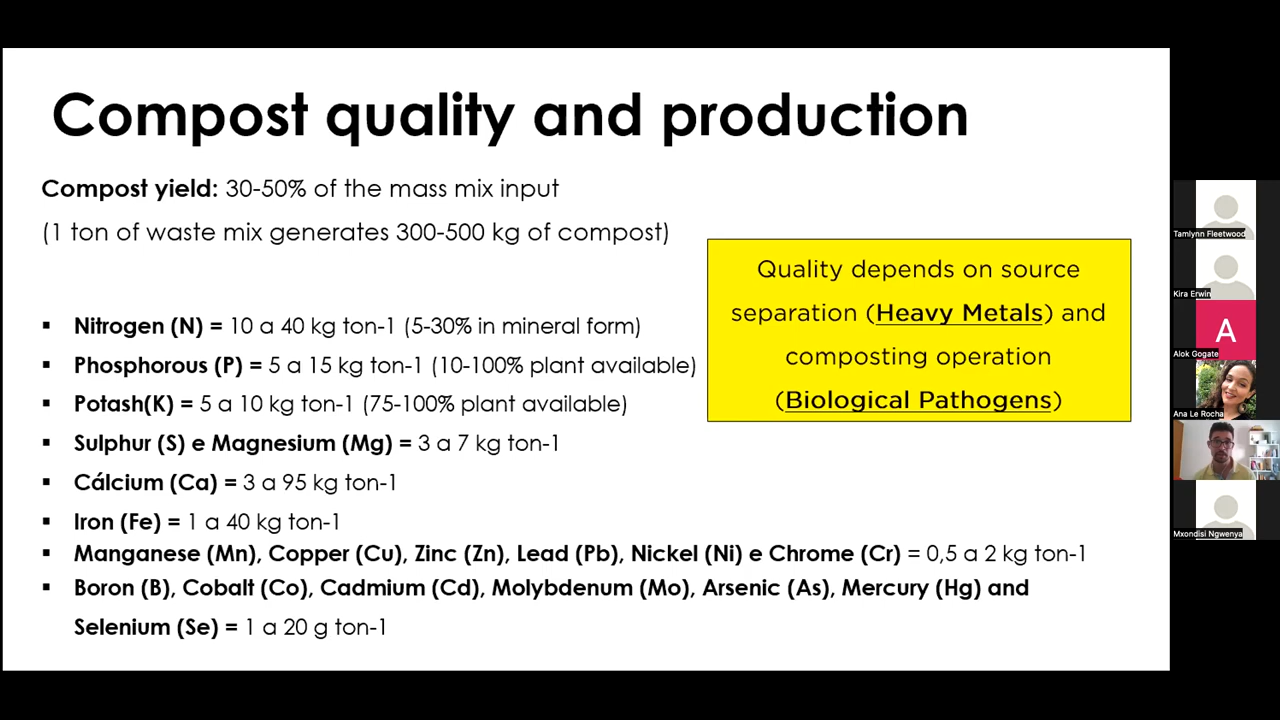 Compost quality and production
Compost yield: 30-50% of the mass mix input
(1 ton of waste mix generates 300-500 kg of compost)
Quality depends on source
separation (Heavy Metals) and
composting operation
(Biological Pathogens)
▪ Nitrogen (N) = 10 a 40 kg ton-1 (5-30% in mineral form)
▪ Phosphorous (P) = 5 a 15 kg ton-1 (10-100% plant available)
▪ Potash(K) = 5 a 10 kg ton-1 (75-100% plant available)
▪ Sulphur (S) e Magnesium (Mg) = 3 a 7 kg ton-1
▪ Cálcium (Ca) = 3 a 95 kg ton-1
▪ Iron (Fe) = 1 a 40 kg ton-1
▪ Manganese (Mn), Copper (Cu), Zinc (Zn), Lead (Pb), Nickel (Ni) e Chrome (Cr) = 0,5 a 2 kg ton-1
▪ Boron (B), Cobalt (Co), Cadmium (Cd), Molybdenum (Mo), Arsenic (As), Mercury (Hg) and
Selenium (Se) = 1 a 20 g ton-1
Tamlynn Fleetwood
Kira Erwin
A
Alok Gogate
Ana Le Rocha
Mxondisi Ngwenya